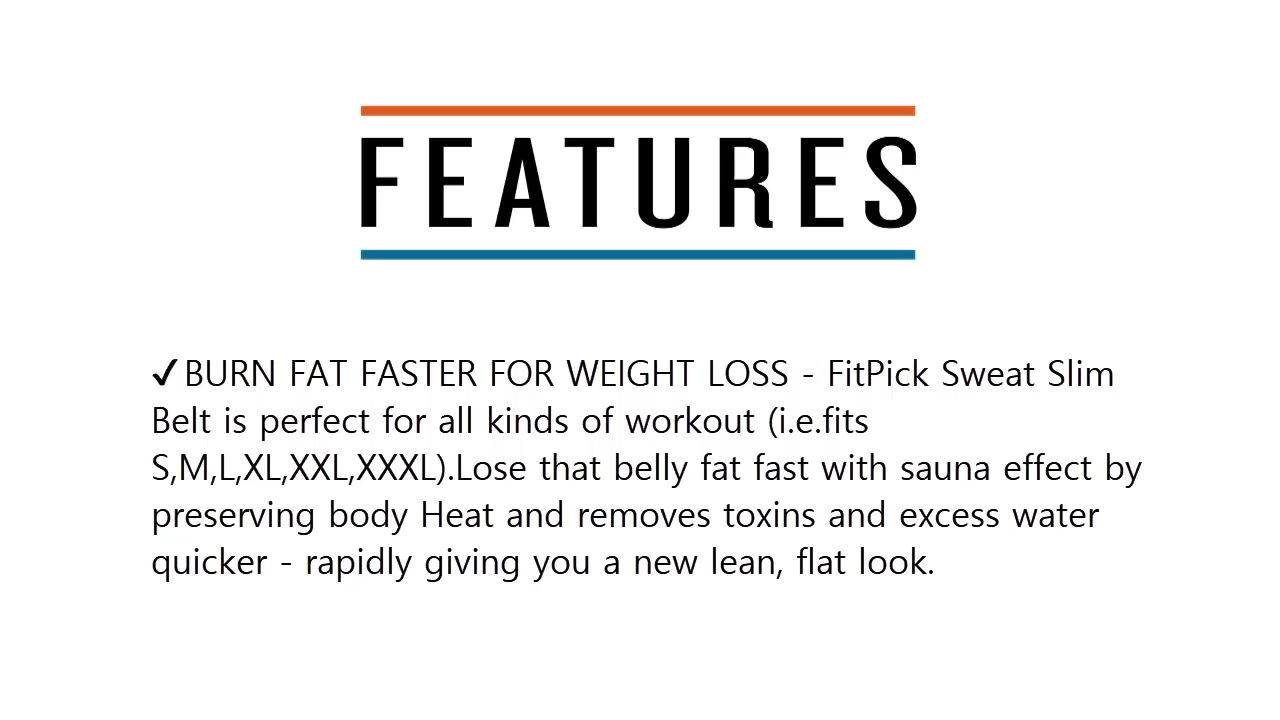 FEATURES
✓BURN FAT FASTER FOR WEIGHT LOSS - FitPick Sweat Slim
Belt is perfect for all kinds of workout (i.e.fits
S,M,L,XL,XXL,XXXL).Lose that belly fat fast with sauna effect by
preserving body Heat and removes toxins and excess water
quicker - rapidly giving you a new lean, flat look.